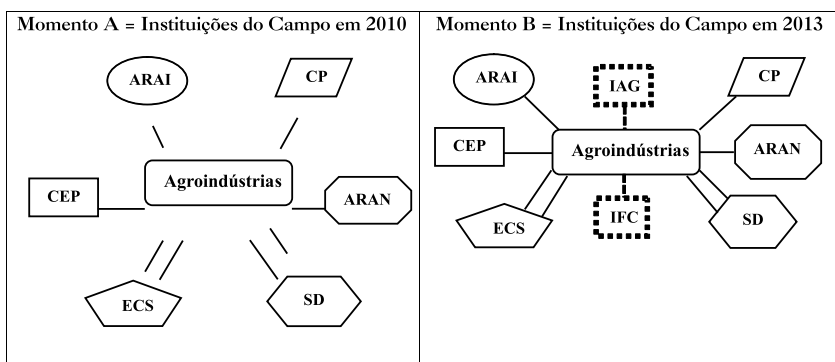 Momento A = Instituições do Campo em 2010
ARAI
CP
Agroindústrias
CEP
ARAN
ECS
SD
Momento B = Instituições do Campo em 2013
ARAI
IAG
CP
CEP
Agroindústrias
ARAN
ECS
IFC
SD